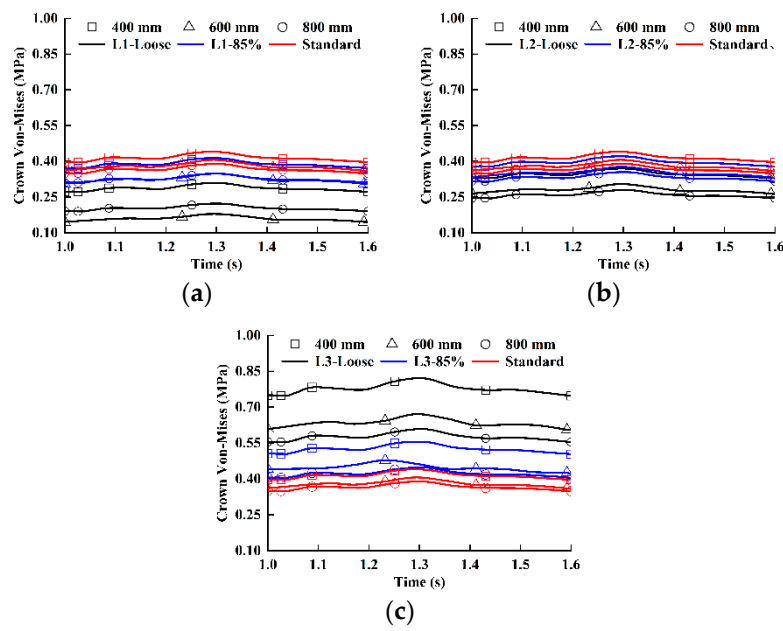 400 mm 600 mm 800 mm
L1-Loose L1-85% Standard
Crown Von-Mises (MPa)
1.00
0.85
0.70
0.55
0.40
0.25
0.10
1.0 1.1 1.2 1.3 1.4 1.5 1.6
Time (s)
(a)
400 mm 600 mm 800 mm
L2-Loose L2-85% Standard、
Crown Von-Mises (MPa)
1.00
0.85
0.70
0.55
0.40
0.25
0.10
1.0 1.1 1.2 1.3 1.4 1.5 1.6
Time (s)
(b)
400 mm 600 mm 800 mm
L3-Loose L3-85% Standard
Crown Von-Mises (MPa)
1.00
0.85
0.70
0.55
0.40
0.25
0.10
1.0 1.1 1.2 1.3 1.4 1.5 1.6
Time (s)
(c)